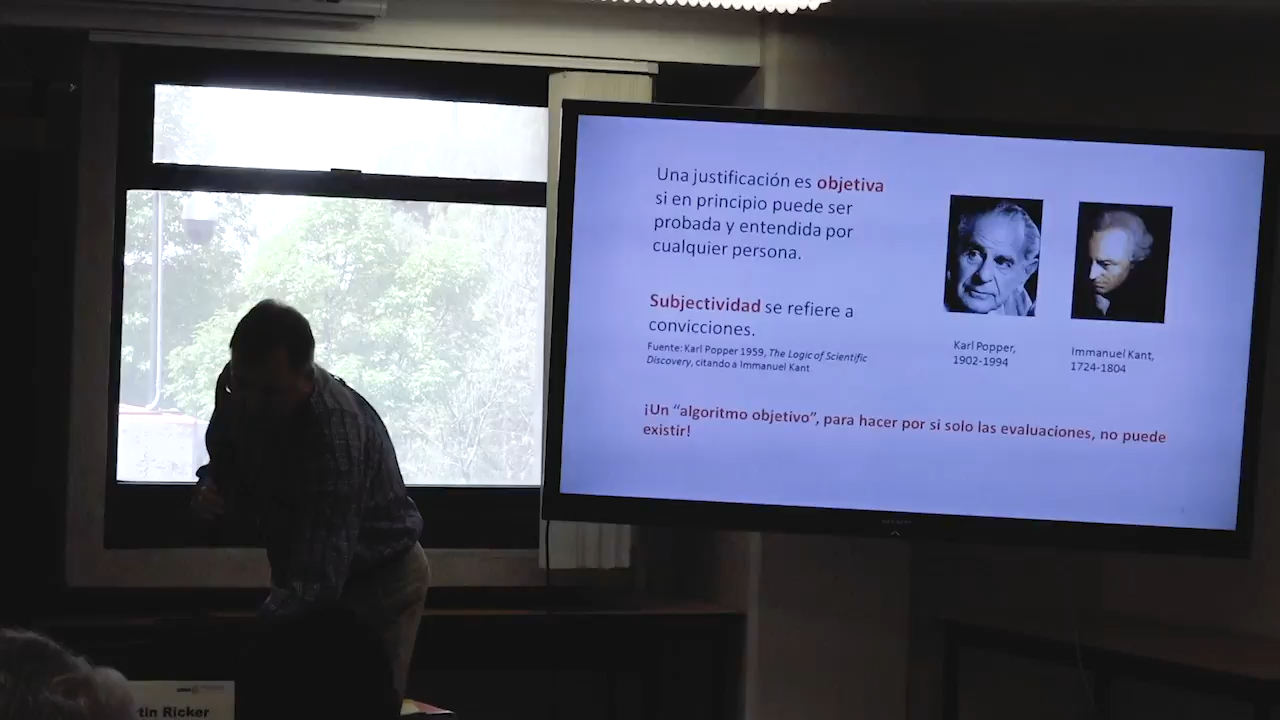 Una justificación es objetiva
si en principio puede ser
probada y entendida por
cualquier persona.
Subjectividad se refiere a
convicciones.
Fuente: Karl Popper 1959, The Logic of Scientific
Discovery, citando a Immanuel Kant
Karl Popper,
1902-1994
Immanuel Kant,
1724-1804
¡Un “algoritmo objetivo”, para hacer por si solo las evaluaciones, no puede
existir!
tin Ricker